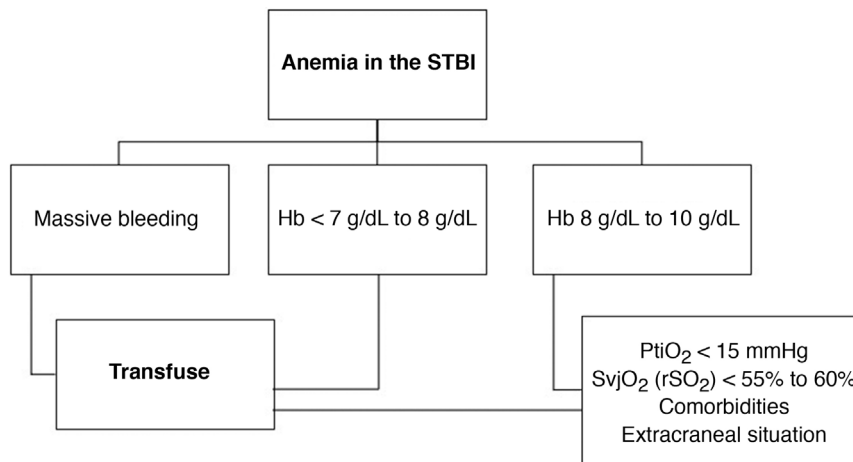 Anemia in the STBI
Massive bleeding
Hb < 7 g/dL to 8 g/dL
Hb 8 g/dL to 10 g/dL
Transfuse
PtiO₂ < 15 mmHg
SvjO₂ (rSO₂) < 55% to 60%
Comorbidities
Extracraneal situation